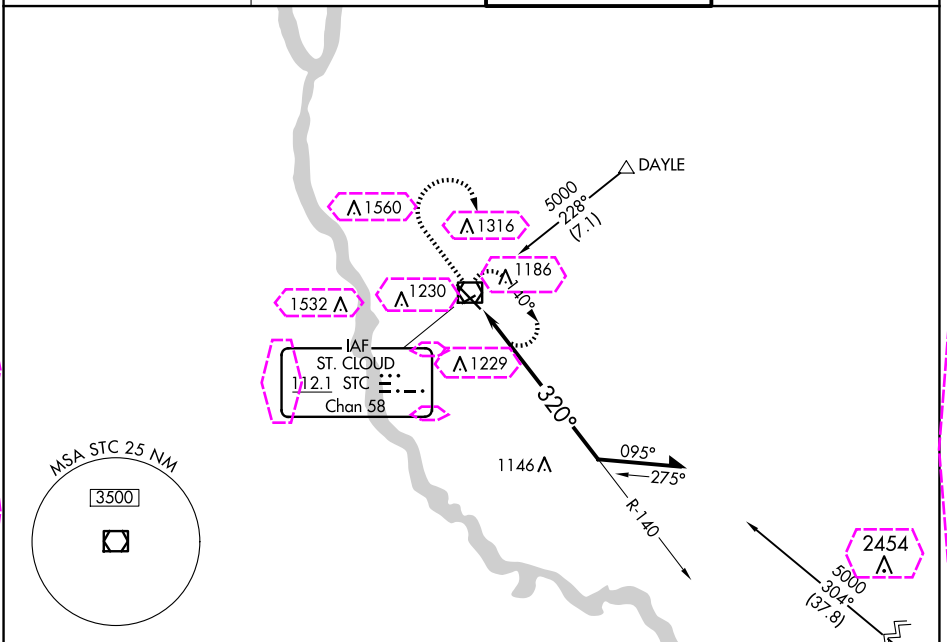 DAYLE
5000
228°
(7.1)
1560
1316
1186
1230
1532
140°
IAF
ST. CLOUD
112.1 STC
Chan 58
1229
320°
1146
095°
275°
R-140
MSA STC 25 NM
3500
2454
5000
304°
(37.8)